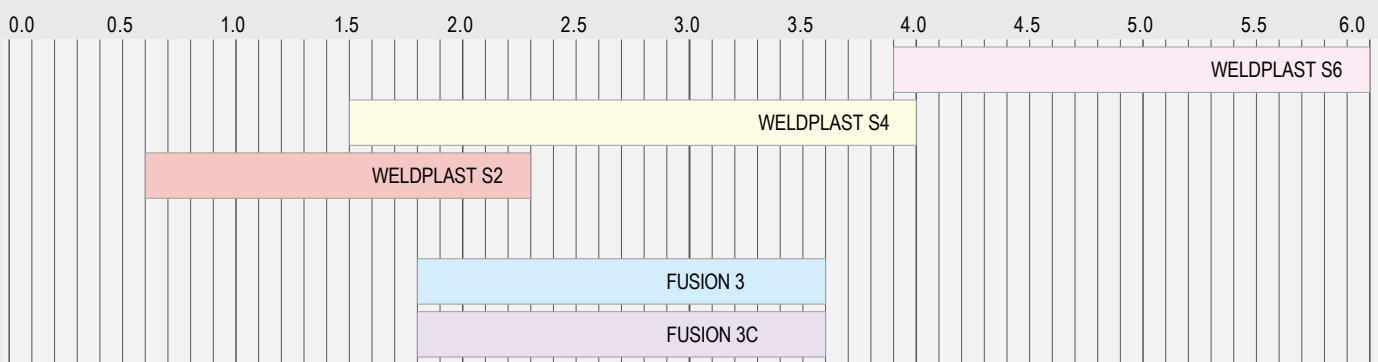 0.0 0.5 1.0 1.5 2.0 2.5 3.0 3.5 4.0 4.5 5.0 5.5 6.0
WELDPLAST S6
WELDPLAST S4
WELDPLAST S2
FUSION 3
FUSION 3C